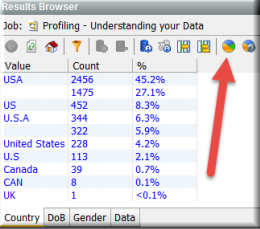 Results Browser
Job: Profiling - Understanding your Data
Value Count %
USA 2456 45.2%
1475 27.1%
US 452 8.3%
U.S.A 344 6.3%
322 5.9%
United States 228 4.2%
U.S 113 2.1%
Canada 39 0.7%
CAN 8 0.1%
UK 1 <0.1%
Country DoB Gender Data